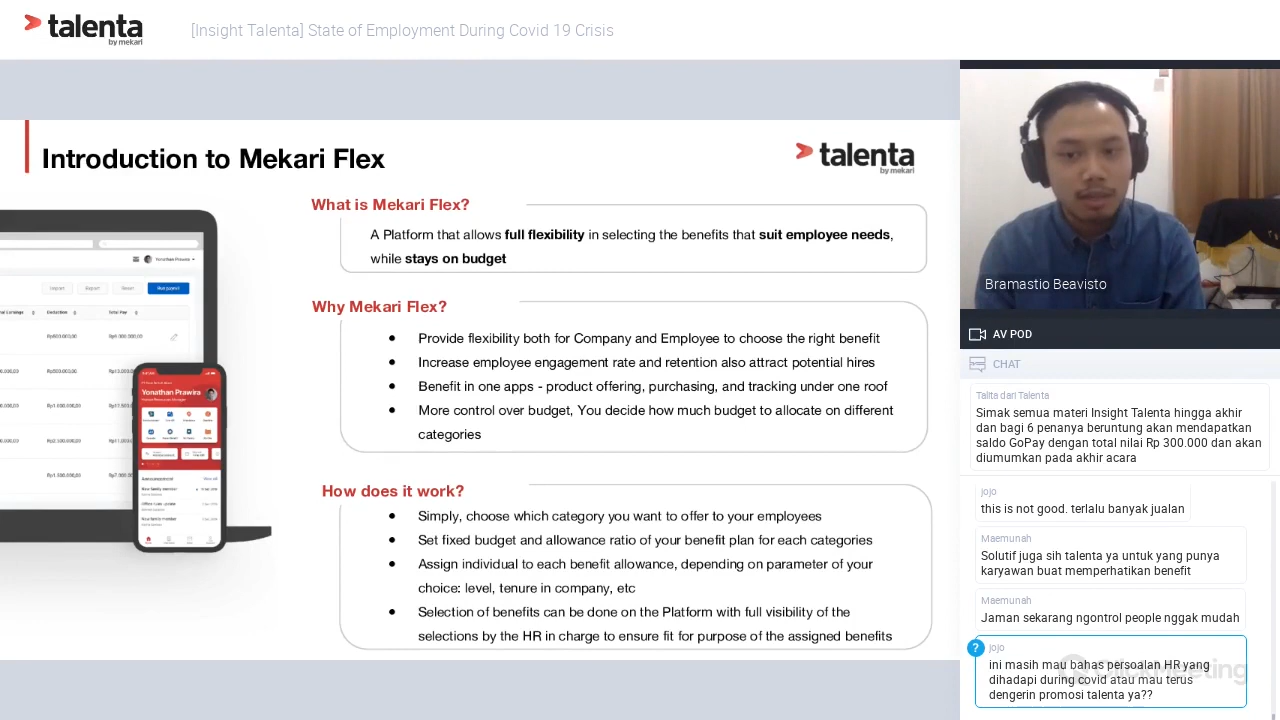 talenta
by mekari
[Insight Talenta] State of Employment During Covid 19 Crisis
Introduction to Mekari Flex
talenta
by mekari
What is Mekari Flex?
A Platform that allows full flexibility in selecting the benefits that suit employee needs,
while stays on budget
Why Mekari Flex?
● Provide flexibility both for Company and Employee to choose the right benefit
● Increase employee engagement rate and retention also attract potential hires
● Benefit in one apps - product offering, purchasing, and tracking under one roof
● More control over budget, You decide how much budget to allocate on different
categories
How does it work?
● Simply, choose which category you want to offer to your employees
● Set fixed budget and allowance ratio of your benefit plan for each categories
● Assign individual to each benefit allowance, depending on parameter of your
choice: level, tenure in company, etc
● Selection of benefits can be done on the Platform with full visibility of the
selections by the HR in charge to ensure fit for purpose of the assigned benefits
Yonathan Prawira
Import
Report
Run payroll
Deduction
Total Pay
Yonathan Prawira
Announcement
Bramastio Beavisto
AV POD
CHAT
Talita dari Talenta
Simak semua materi Insight Talenta hingga akhir
dan bagi 6 penanya beruntung akan mendapatkan
saldo GoPay dengan total nilai Rp 300.000 dan akan
diumumkan pada akhir acara
jojo
this is not good. terlalu banyak jualan
Maemunah
Solutif juga sih talenta ya untuk yang punya
karyawan buat memperhatikan benefit
Maemunah
Jaman sekarang ngontrol people nggak mudah
?
jojo
ini masih mau bahas persoalah HR yang
dihadapi during covid atau mau terus
dengerin promosi talenta ya??
ClickMeeting